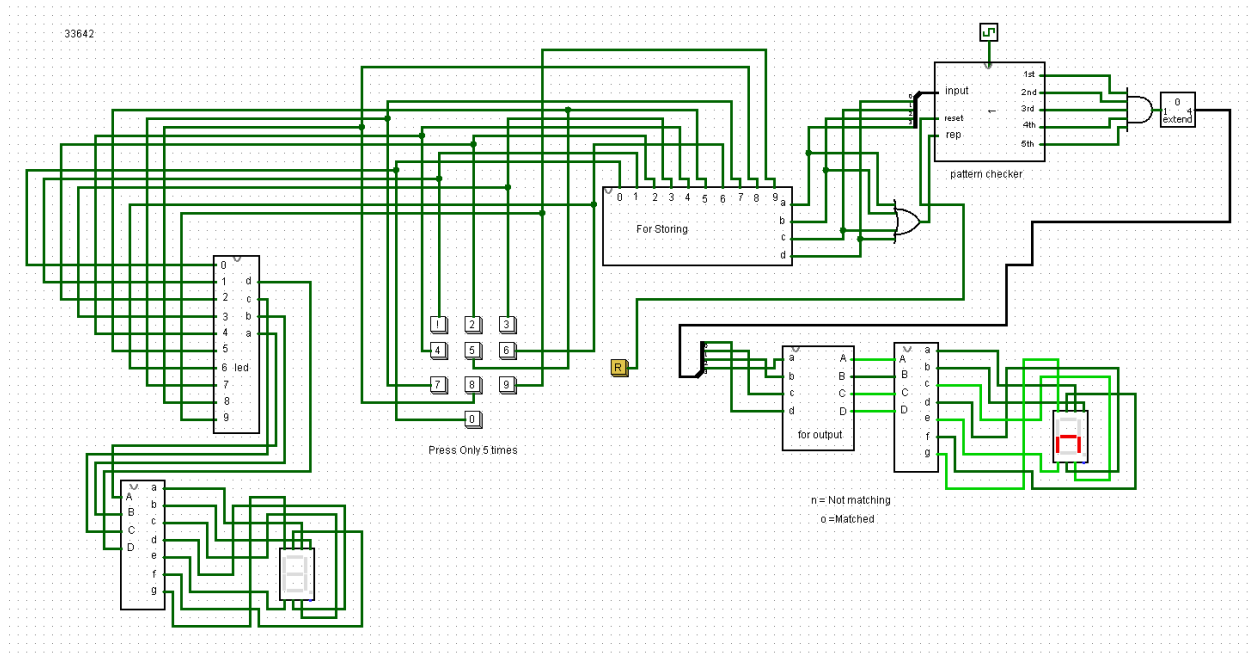 33642
input
reset
rep
←
1st
2nd
3rd
4th
5th
0
1 4
extend
pattern checker
0 1 2 3 4 5 6 7 8 9
For Storing
a
b
c
d
0
1
2
3
4
5
6 led
7
8
9
d
c
b
a
1 2 3
4 5 6
7 8 9
0
Press Only 5 times
R
a
b
c
d
A
B
C
D
for output
A
B
C
D
a
b
c
d
e
f
g
n = Not matching
o =Matched
A
B
C
D
a
b
c
d
e
f
g